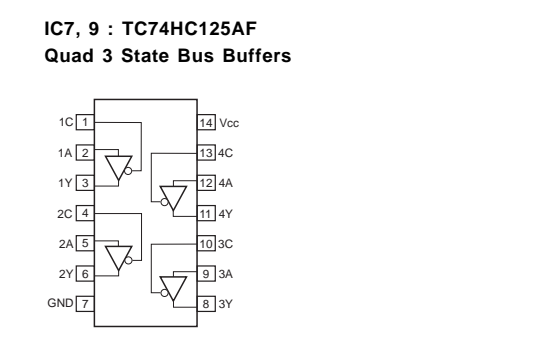 IC7, 9 : TC74HC125AF
Quad 3 State Bus Buffers
1C 1 14 Vcc
1A 2 13 4C
1Y 3 12 4A
2C 4 11 4Y
2A 5 10 3C
2Y 6 9 3A
GND 7 8 3Y